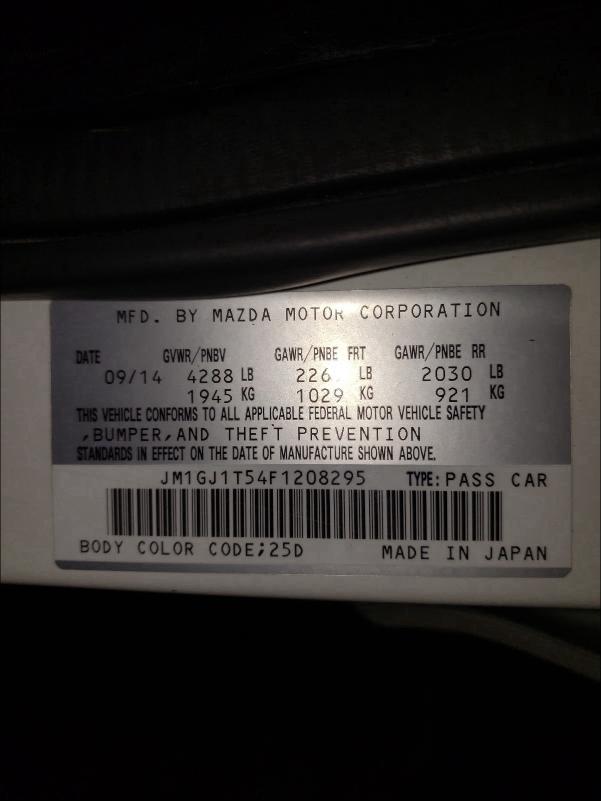 MFD. BY MAZDA MOTOR CORPORATION
DATE GVWR/PNBV GAWR/PNBE FRT GAWR/PNBE RR
09/14 4288 LB LB 2030 LB
1945 KG 1029 KG 921 KG
THIS VEHICLE CONFORMS TO ALL APPLICABLE FEDERAL MOTOR VEHICLE SAFETY
,BUMPER,AND THEFT PREVENTION
STANDARDS IN EFFECT ON THE DATE OF MANUFACTURE SHOWN ABOVE.
JM1GJ1T54F1208295 TYPE: PASS CAR
BODY COLOR CODE;25D MADE IN JAPAN